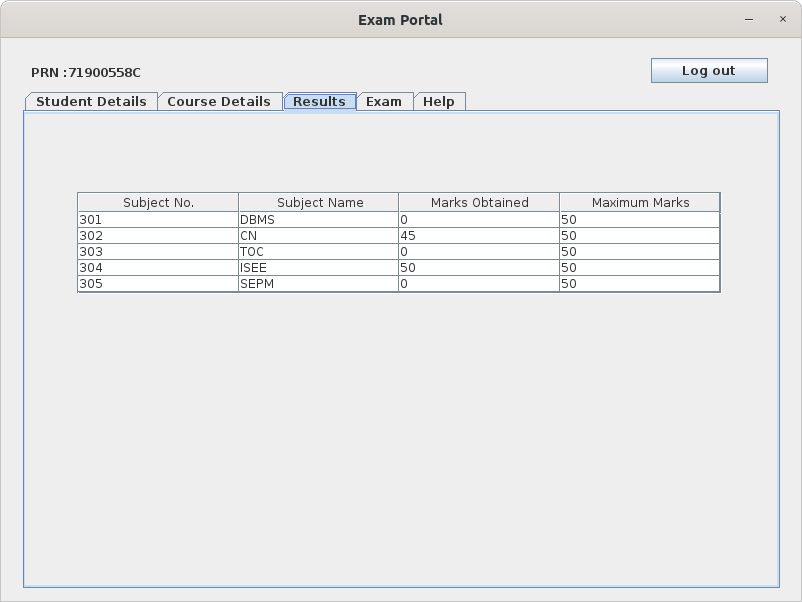 Exam Portal
PRN :71900558C
Log out
Student Details Course Details Results Exam Help
Subject No. Subject Name Marks Obtained Maximum Marks
301 DBMS 0 50
302 CN 45 50
303 TOC 0 50
304 ISEE 50 50
305 SEPM 0 50